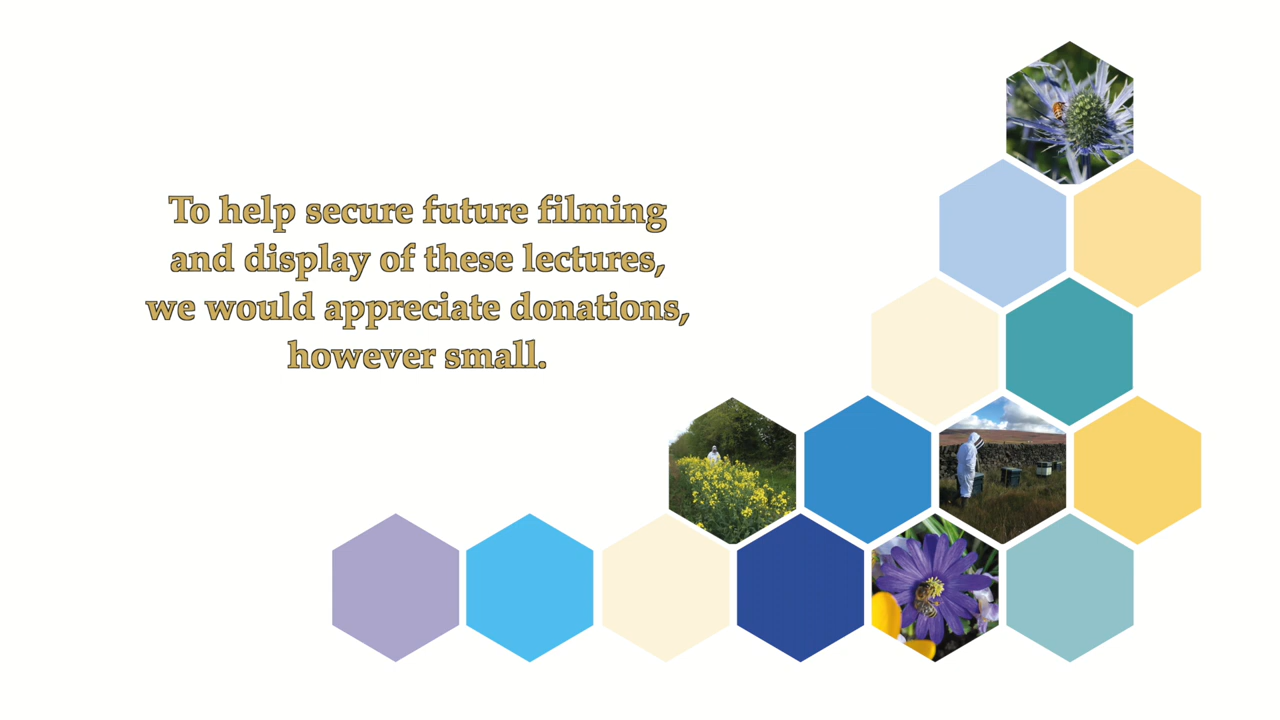 To help secure future filming
and display of these lectures,
we would appreciate donations,
however small.